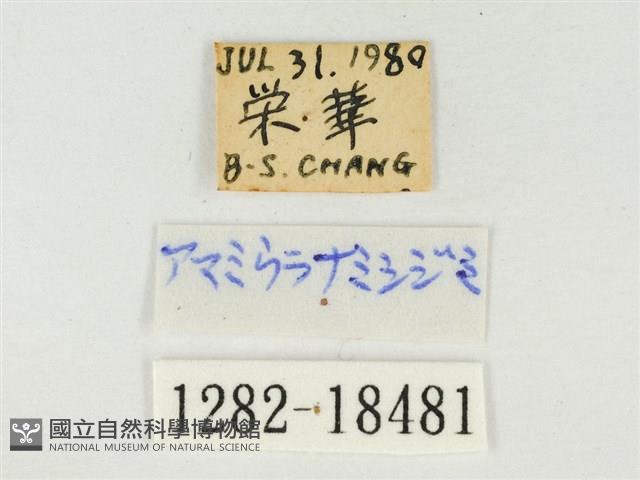 JUL 31. 1980
栄・華
B-S. CHANG
アマミウラナミシジミ
1282-18481
國立自然科學博物館
NATIONAL MUSEUM OF NATURAL SCIENCE